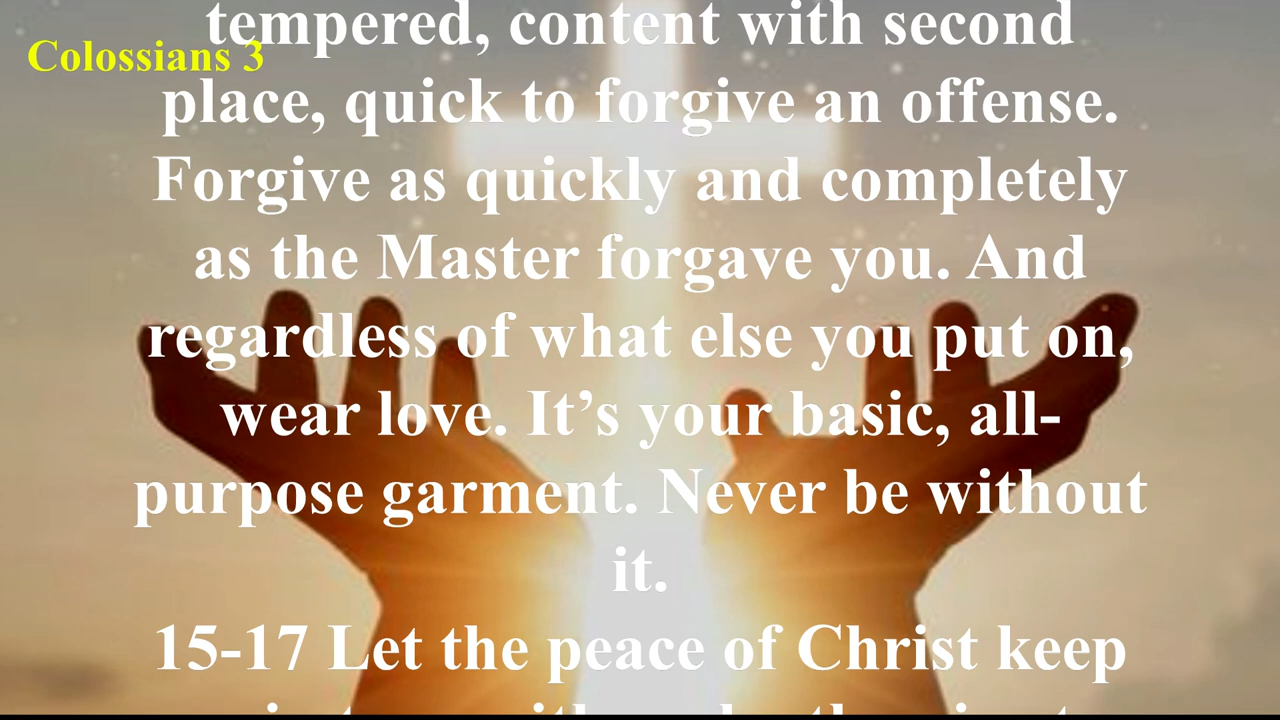 tempered, content with second
Colossians 3
place, quick to forgive an offense.
Forgive as quickly and completely
as the Master forgave you. And
regardless of what else you put on,
wear love. It’s your basic, all-
purpose garment. Never be without
it.
15-17 Let the peace of Christ keep